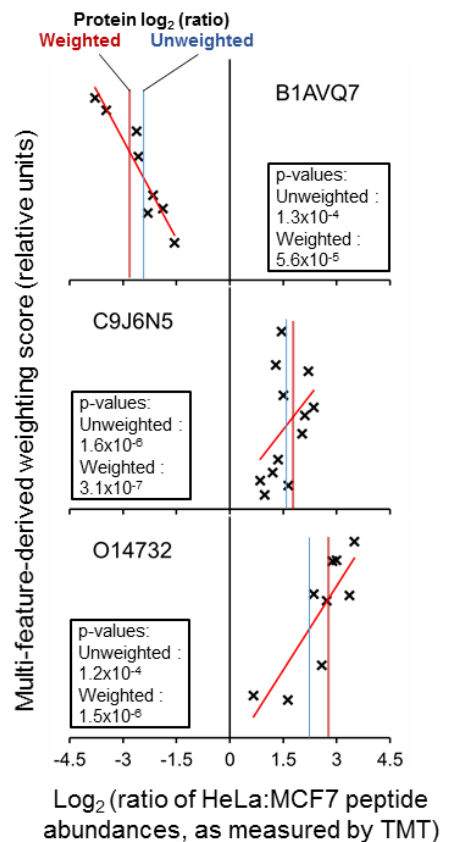 Protein log₂ (ratio)
Weighted Unweighted
Multi-feature-derived weighting score (relative units)
B1AVQ7
p-values:
Unweighted :
1.3x10⁻⁴
Weighted :
5.6x10⁻⁵
C9J6N5
p-values:
Unweighted :
1.6x10⁻⁶
Weighted :
3.1x10⁻⁷
O14732
p-values:
Unweighted :
1.2x10⁻⁴
Weighted :
1.5x10⁻⁶
-4.5 -3 -1.5 0 1.5 3 4.5
Log₂ (ratio of HeLa:MCF7 peptide
abundances, as measured by TMT)